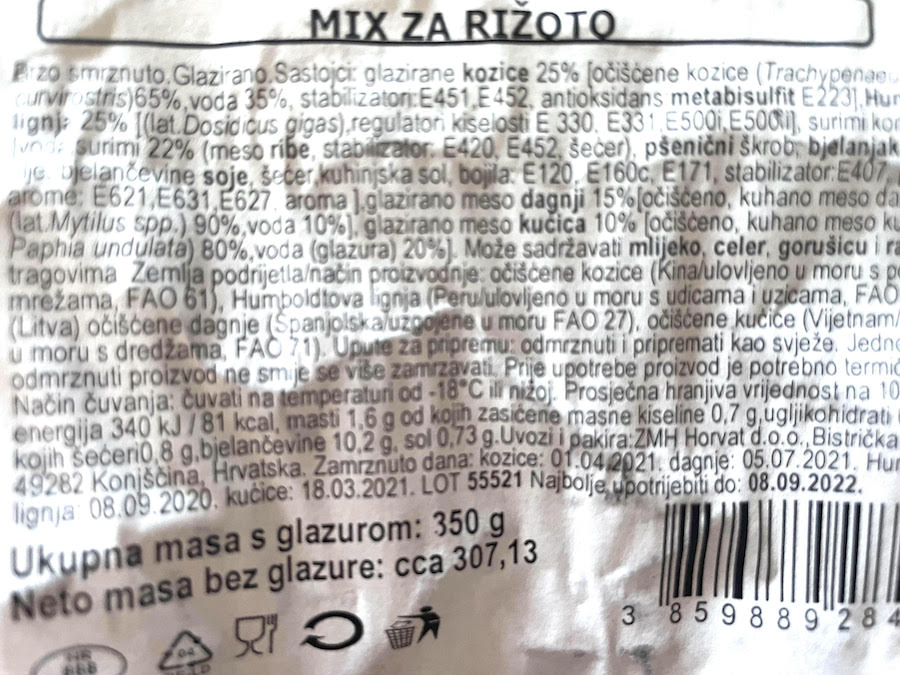 MIX ZA RIŽOTO
Brzo smrznuto.Glazirano.Sastojci: glazirane kozice 25% [očišćene kozice (Trachypenaeu
curvirostris)65%,voda 35%, stabilizatori:E451,E452, antioksidans metabisulfit E223],Hum
lignja 25% [(lat.Dosidicus gigas),regulatori kiselosti E 330, E331,E500i,E500ii], surimi
surimi 22% (meso ribe, stabilizator: E420, E452, šećer), pšenični škrob, bjelanjak
bjelančevine soje, šećer,kuhinjska sol, bojila: E120, E160c, E171, stabilizator:E407,
arome: E621,E631,E627, aroma ],glazirano meso dagnji 15%[očišćeno, kuhano meso da
(lat.Mytilus spp.) 90%,voda 10%], glazirano meso kućica 10% [očišćeno, kuhano meso ku
Paphia undulata) 80%,voda (glazura) 20%]. Može sadržavati mlijeko, celer, gorušicu i ra
tragovima Zemlja podrijetla/način proizvodnje: očišćene kozice (Kina/ulovljeno u moru s po
mrežama, FAO 61), Humboldtova lignja (Peru/ulovljeno u moru s udicama i uzicama, FAO
(Litva) očišćene dagnje (Španjolska/uzgojene u moru FAO 27), očišćene kućice (Vijetnam/
u moru s dredžama, FAO 71). Upute za pripremu: odmrznuti i pripremati kao svježe. Jedno
odmrznuti proizvod ne smije se više zamrzavati. Prije upotrebe proizvod je potrebno termič
Način čuvanja: čuvati na temperaturi od -18°C ili nižoj. Prosječna hranjiva vrijednost na 10
energija 340 kJ / 81 kcal, masti 1,6 g od kojih zasićene masne kiseline 0,7 g,ugljikohidrati
kojih šećeri0,8 g,bjelančevine 10,2 g, sol 0,73 g.Uvozi i pakira:ZMH Horvat d.o.o., Bistrička
49282 Konjščina, Hrvatska. Zamrznuto dana: kozice: 01.04.2021. dagnje: 05.07.2021. Hum
lignja: 08.09.2020. kućice: 18.03.2021. LOT 55521 Najbolje upotrijebiti do: 08.09.2022.
Ukupna masa s glazurom: 350 g
Neto masa bez glazure: cca 307,13
3 859889 284
HR